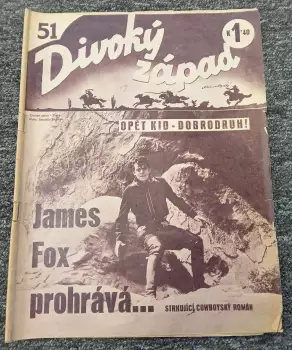 51
Divoký
západ
K 1'40
OPĚT KID - DOBRODRUH!
James
Fox
prohrává...
STRHUJÍCÍ COWBOYSKÝ ROMÁN